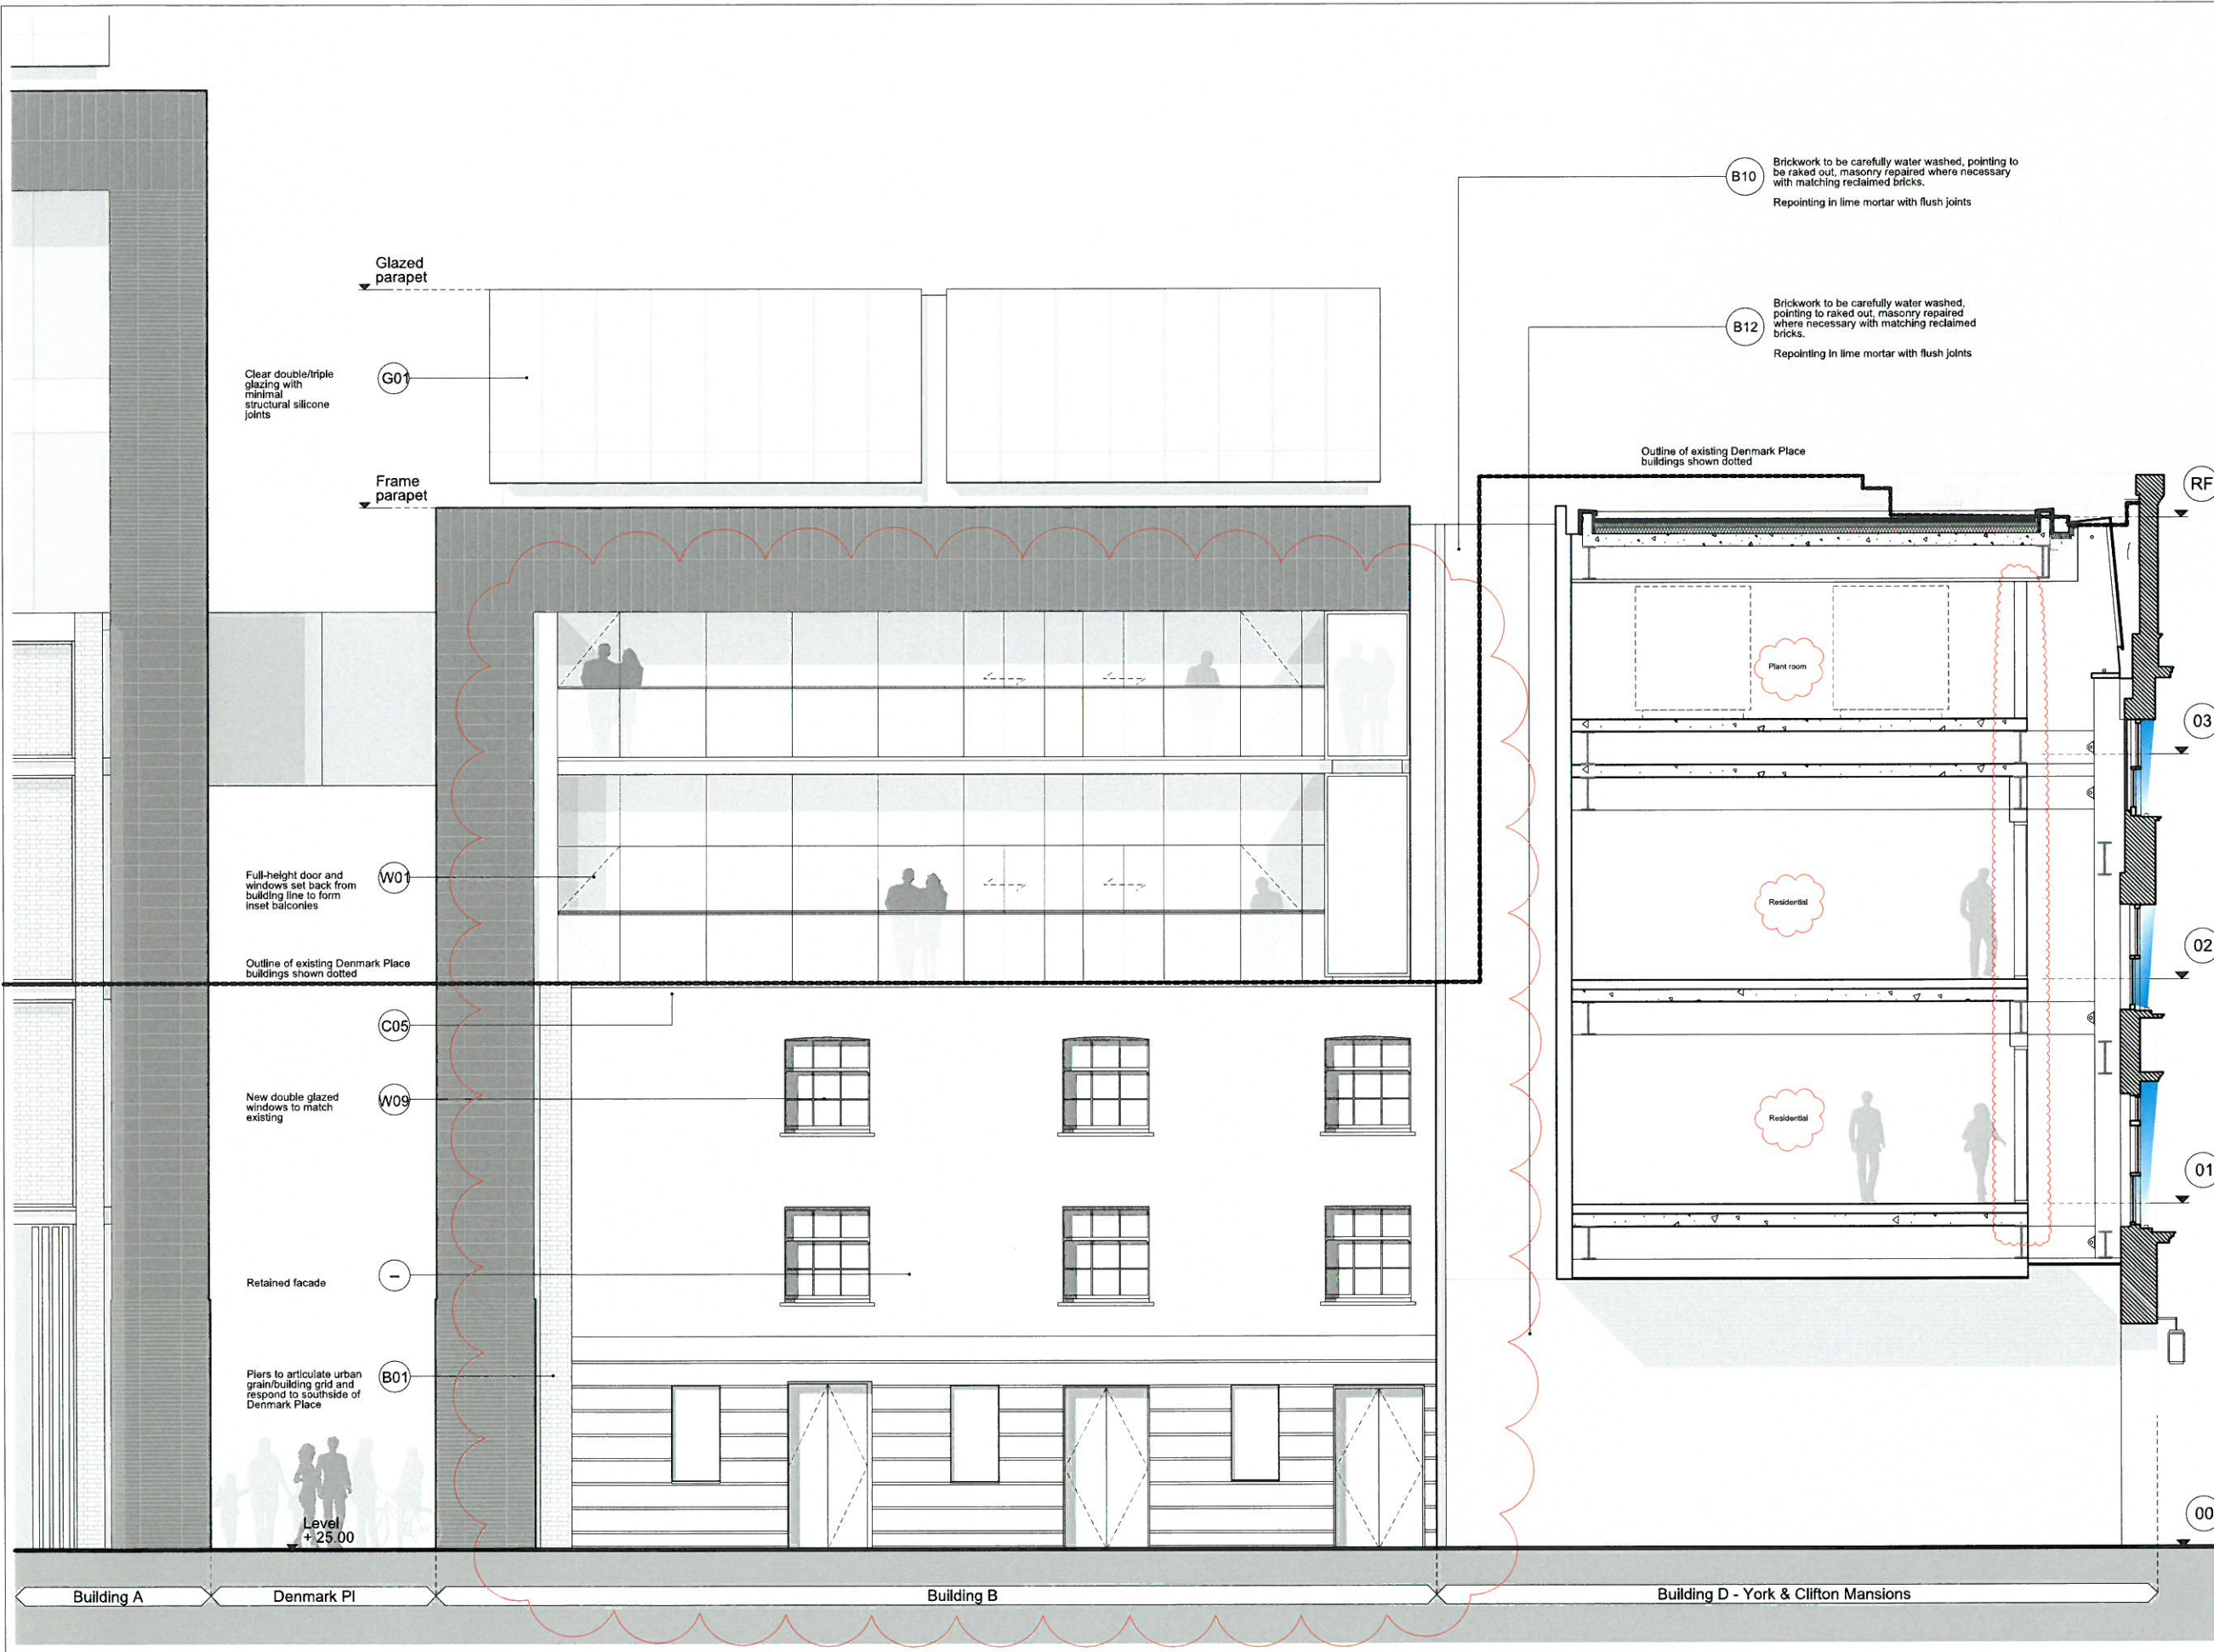 B10
Brickwork to be carefully water washed, pointing to
be raked out, masonry repaired where necessary
with matching reclaimed bricks.
Repointing in lime mortar with flush joints
Glazed
parapet
B12
Brickwork to be carefully water washed,
pointing to raked out, masonry repaired
where necessary with matching reclaimed
bricks.
Repointing in lime mortar with flush joints
Clear double/triple
glazing with
minimal
structural silicone
joints
G01
Outline of existing Denmark Place
buildings shown dotted
Frame
parapet
RF
Plant room
03
Full-height door and
windows set back from
building line to form
inset balconies
W01
Residential
02
Outline of existing Denmark Place
buildings shown dotted
C05
New double glazed
windows to match
existing
W09
Residential
01
Retained facade
–
Piers to articulate urban
grain/building grid and
respond to southside of
Denmark Place
B01
Level
+ 25.00
00
Building A
Denmark Pl
Building B
Building D - York & Clifton Mansions